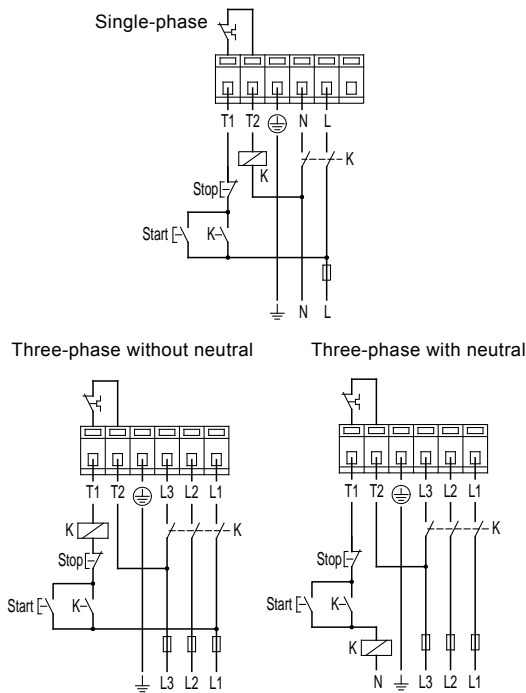 Single-phase
T1 T2 N L
K
K
Stop
Start K
N L
Three-phase without neutral
T1 T2 L3 L2 L1
K
K
Stop
Start K
L3 L2 L1
Three-phase with neutral
T1 T2 L3 L2 L1
K
Stop
Start K
K
N L3 L2 L1